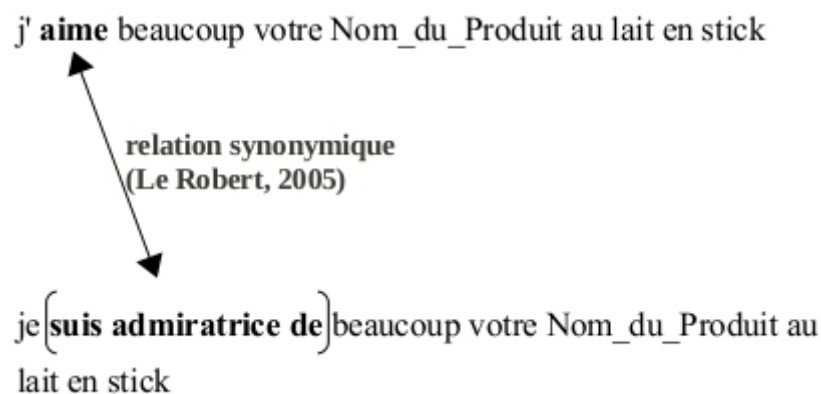 j' aime beaucoup votre Nom_du_Produit au lait en stick
relation synonymique
(Le Robert, 2005)
je (suis admiratrice de) beaucoup votre Nom_du_Produit au
lait en stick